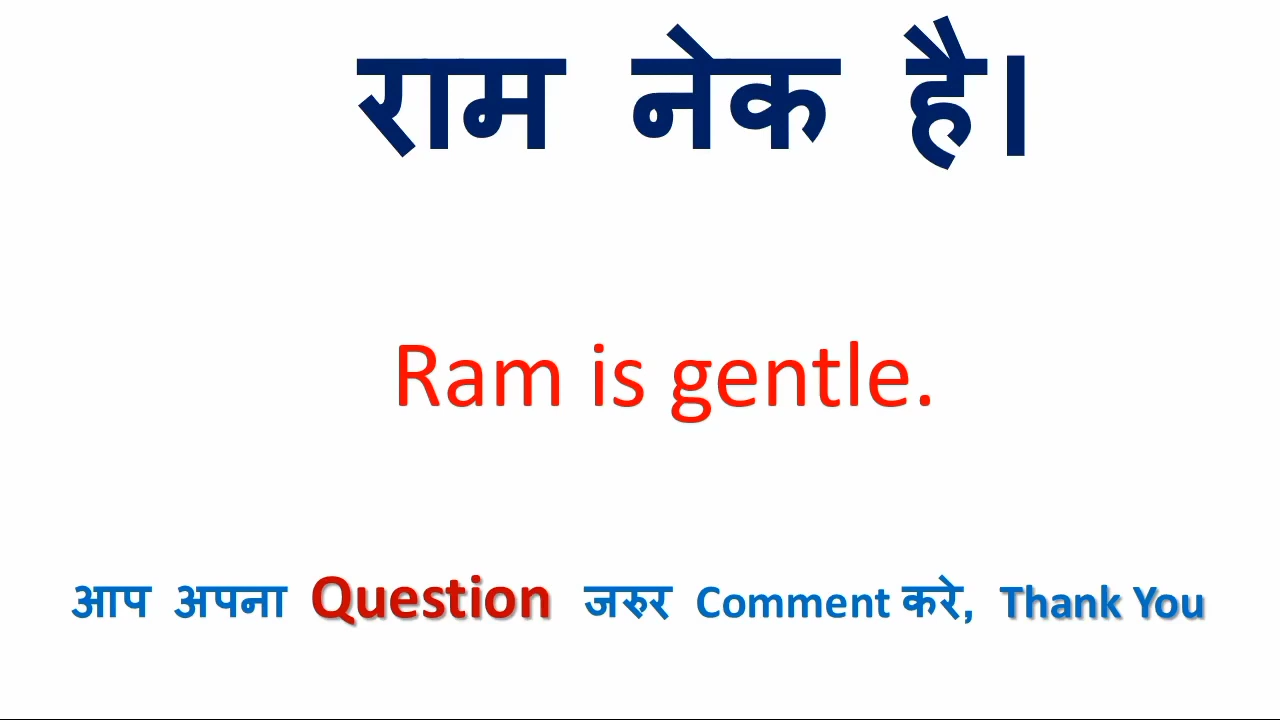 राम नेक है।
Ram is gentle.
आप अपना Question जरुर Comment करे, Thank You